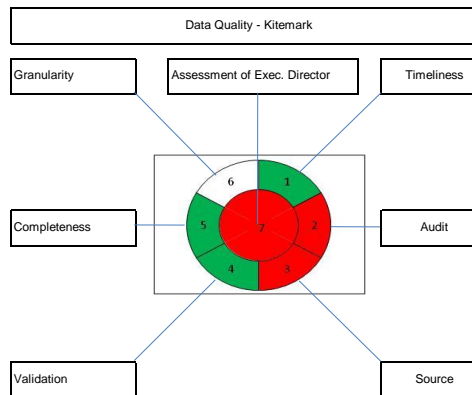 Data Quality - Kitemark
Granularity
Assessment of Exec. Director
Timeliness
6
1
Completeness
5
7
2
Audit
4
3
Validation
Source